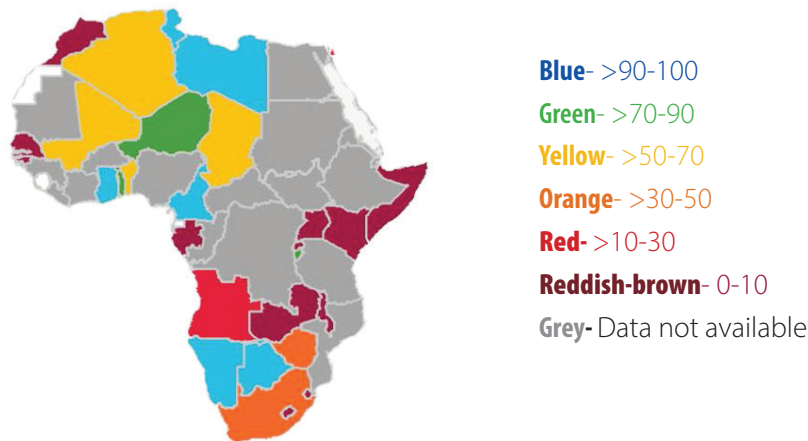 Blue- >90-100
Green- >70-90
Yellow- >50-70
Orange- >30-50
Red- >10-30
Reddish-brown- 0-10
Grey- Data not available